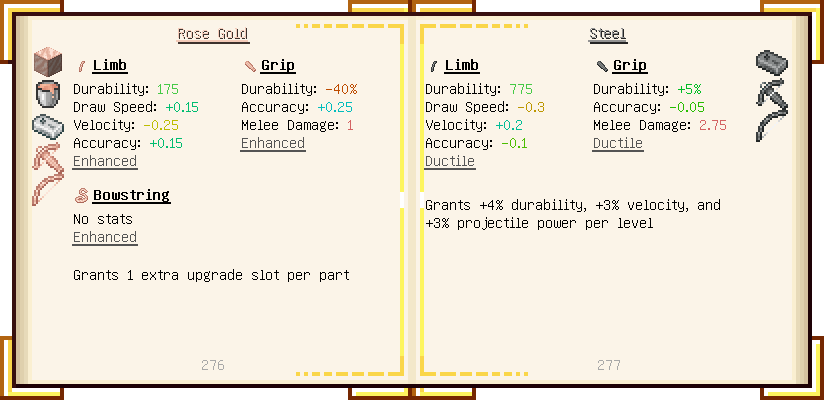 Rose Gold
Limb
Durability: 175
Draw Speed: +0.15
Velocity: -0.25
Accuracy: +0.15
Enhanced
Grip
Durability: -40%
Accuracy: +0.25
Melee Damage: 1
Enhanced
Bowstring
No stats
Enhanced
Grants 1 extra upgrade slot per part
276
Steel
Limb
Durability: 775
Draw Speed: -0.3
Velocity: +0.2
Accuracy: -0.1
Ductile
Grip
Durability: +5%
Accuracy: -0.05
Melee Damage: 2.75
Ductile
Grants +4% durability, +3% velocity, and
+3% projectile power per level
277